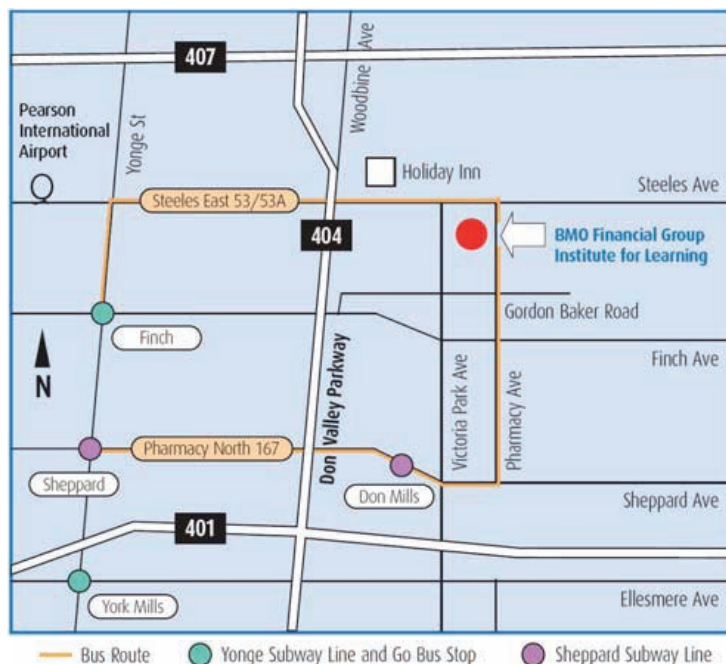 407
Woodbine Ave
Pearson
International
Airport
Yonge St
Holiday Inn
Steeles Ave
Steeles East 53/53A
404
BMO Financial Group
Institute for Learning
Gordon Baker Road
Finch
Finch Ave
N
Don Valley Parkway
Victoria Park Ave
Pharmacy Ave
Pharmacy North 167
Sheppard
Don Mills
Sheppard Ave
401
York Mills
Ellesmere Ave
Bus Route
Yonge Subway Line and Go Bus Stop
Sheppard Subway Line